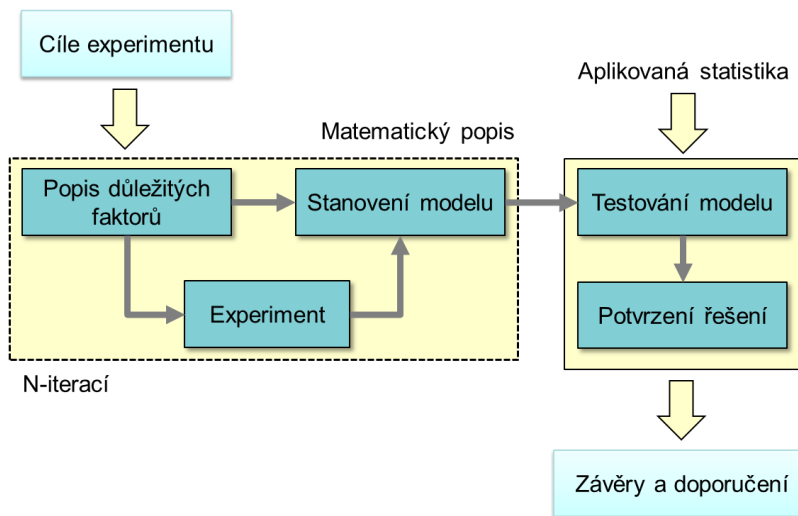 Cíle experimentu
Aplikovaná statistika
Matematický popis
Popis důležitých
faktorů
Stanovení modelu
Testování modelu
Experiment
Potvrzení řešení
N-iterací
Závěry a doporučení